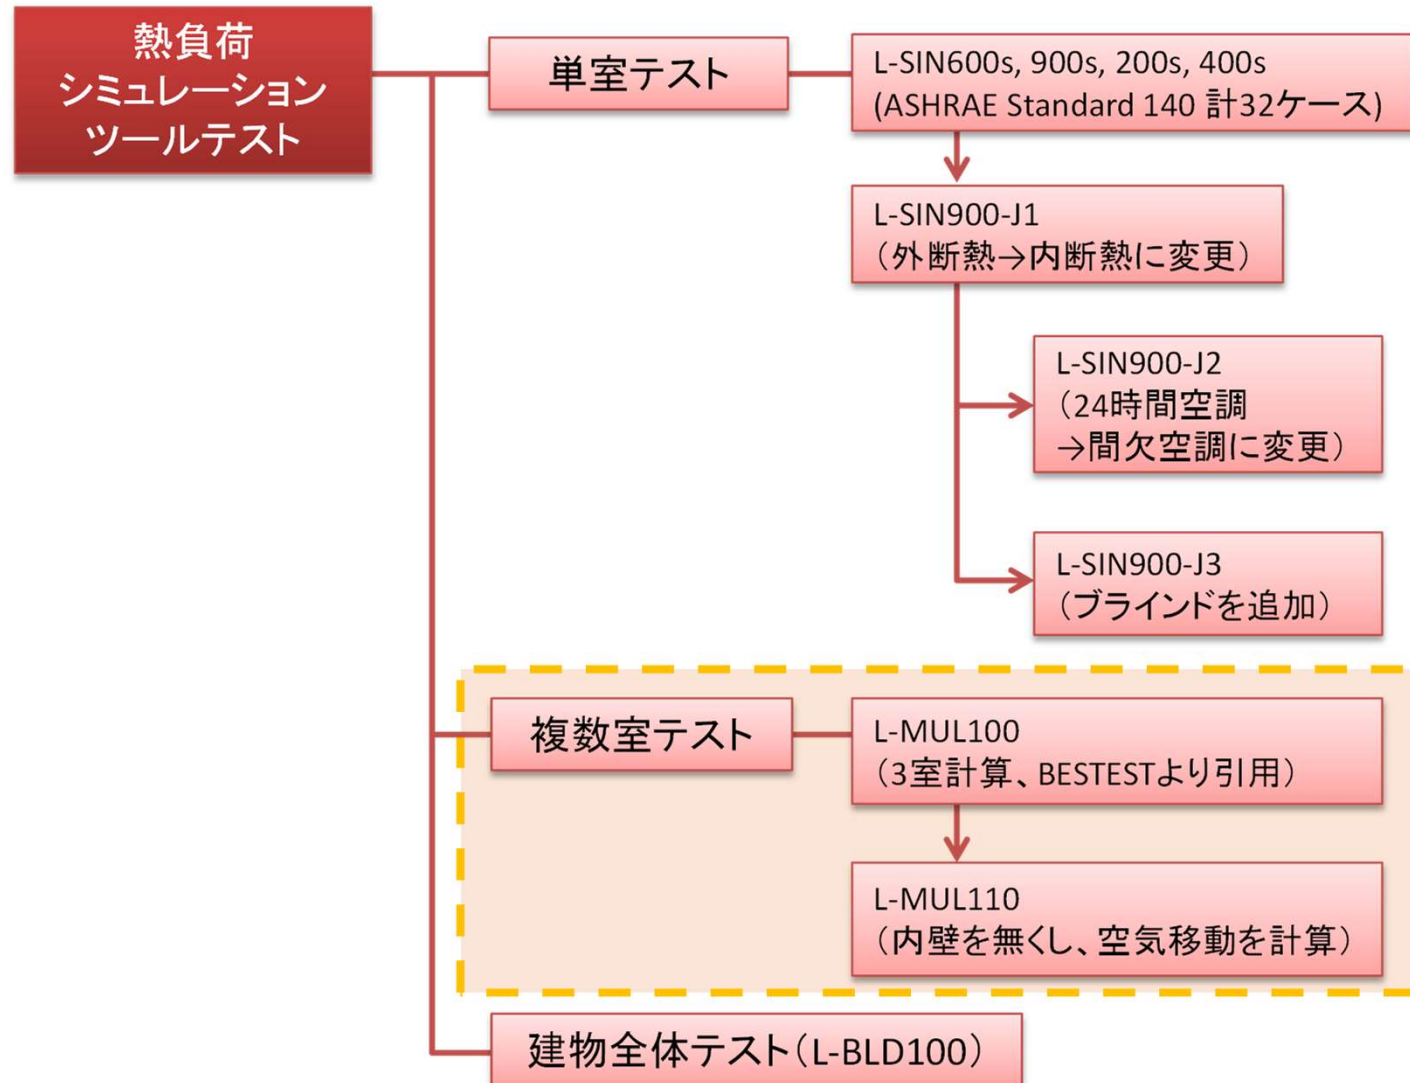 熱負荷
シミュレーション
ツールテスト
単室テスト
L-SIN600s, 900s, 200s, 400s
(ASHRAE Standard 140 計32ケース)
L-SIN900-J1
（外断熱→内断熱に変更）
L-SIN900-J2
（24時間空調
→間欠空調に変更）
L-SIN900-J3
（ブラインドを追加）
複数室テスト
L-MUL100
（3室計算、BESTESTより引用）
L-MUL110
（内壁を無くし、空気移動を計算）
建物全体テスト（L-BLD100）